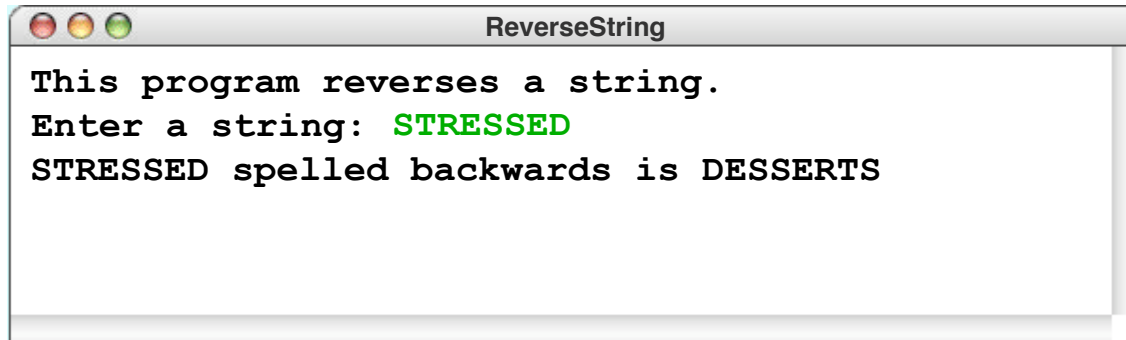 ReverseString
This program reverses a string.
Enter a string: STRESSED
STRESSED spelled backwards is DESSERTS